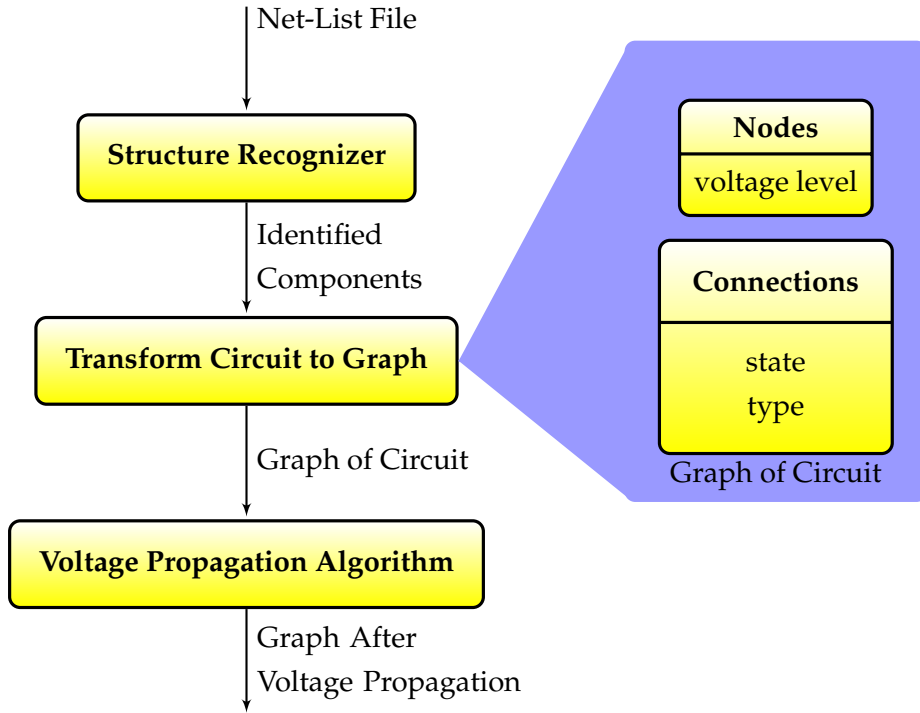 Net-List File
Structure Recognizer
Identified
Components
Transform Circuit to Graph
Graph of Circuit
Voltage Propagation Algorithm
Graph After
Voltage Propagation
Nodes
voltage level
Connections
state
type
Graph of Circuit